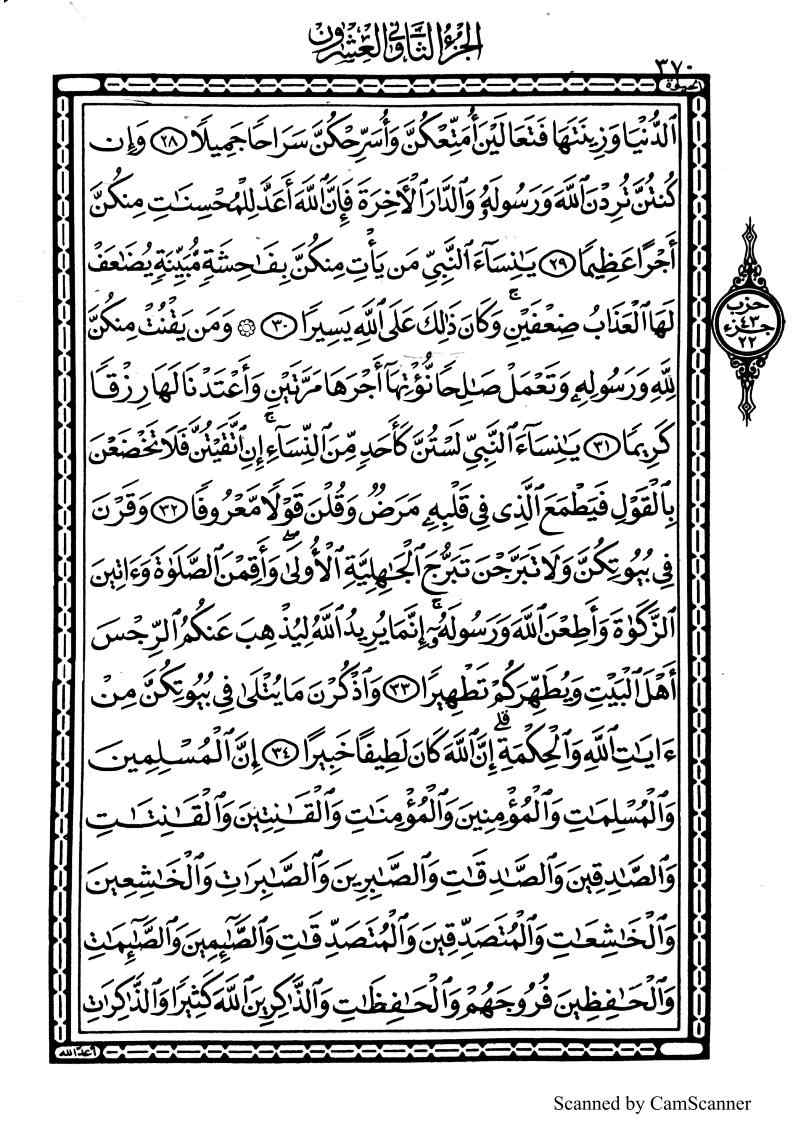 الجزء الثاني والعشرون
٣٧٠
الحياة
ٱلدُّنْيَا وَزِينَتَهَا فَتَعَالَيْنَ أُمَتِّعْكُنَّ وَأُسَرِّحْكُنَّ سَرَاحًا جَمِيلًا ٢٨ وَإِن
كُنتُنَّ تُرِدْنَ ٱللَّهَ وَرَسُولَهُۥ وَٱلدَّارَ ٱلْأَخِرَةَ فَإِنَّ ٱللَّهَ أَعَدَّ لِلْمُحْسِنَٰتِ مِنكُنَّ
أَجْرًا عَظِيمًا ٢٩ يَٰنِسَآءَ ٱلنَّبِيِّ مَن يَأْتِ مِنكُنَّ بِفَٰحِشَةٍ مُّبَيِّنَةٍ يُضَٰعَفْ
لَهَا ٱلْعَذَابُ ضِعْفَيْنِۚ وَكَانَ ذَٰلِكَ عَلَى ٱللَّهِ يَسِيرًا ٣٠ ۞ وَمَن يَقْنُتْ مِنكُنَّ
لِلَّهِ وَرَسُولِهِۦ وَتَعْمَلْ صَٰلِحًا نُّؤْتِهَآ أَجْرَهَا مَرَّتَيْنِ وَأَعْتَدْنَا لَهَا رِزْقًا
كَرِيمًا ٣١ يَٰنِسَآءَ ٱلنَّبِيِّ لَسْتُنَّ كَأَحَدٍ مِّنَ ٱلنِّسَآءِۚ إِنِ ٱتَّقَيْتُنَّ فَلَا تَخْضَعْنَ
بِٱلْقَوْلِ فَيَطْمَعَ ٱلَّذِى فِى قَلْبِهِۦ مَرَضٌ وَقُلْنَ قَوْلًا مَّعْرُوفًا ٣٢ وَقَرْنَ
فِى بُيُوتِكُنَّ وَلَا تَبَرَّجْنَ تَبَرُّجَ ٱلْجَٰهِلِيَّةِ ٱلْأُولَىٰۖ وَأَقِمْنَ ٱلصَّلَوٰةَ وَءَاتِينَ
ٱلزَّكَوٰةَ وَأَطِعْنَ ٱللَّهَ وَرَسُولَهُۥٓۚ إِنَّمَا يُرِيدُ ٱللَّهُ لِيُذْهِبَ عَنكُمُ ٱلرِّجْسَ
أَهْلَ ٱلْبَيْتِ وَيُطَهِّرَكُمْ تَطْهِيرًا ٣٣ وَٱذْكُرْنَ مَا يُتْلَىٰ فِى بُيُوتِكُنَّ مِنْ
ءَايَٰتِ ٱللَّهِ وَٱلْحِكْمَةِۗ إِنَّ ٱللَّهَ كَانَ لَطِيفًا خَبِيرًا ٣٤ إِنَّ ٱلْمُسْلِمِينَ
وَٱلْمُسْلِمَٰتِ وَٱلْمُؤْمِنِينَ وَٱلْمُؤْمِنَٰتِ وَٱلْقَٰنِتِينَ وَٱلْقَٰنِتَٰتِ
وَٱلصَّٰدِقِينَ وَٱلصَّٰدِقَٰتِ وَٱلصَّٰبِرِينَ وَٱلصَّٰبِرَٰتِ وَٱلْخَٰشِعِينَ
وَٱلْخَٰشِعَٰتِ وَٱلْمُتَصَدِّقِينَ وَٱلْمُتَصَدِّقَٰتِ وَٱلصَّٰٓئِمِينَ وَٱلصَّٰٓئِمَٰتِ
وَٱلْحَٰفِظِينَ فُرُوجَهُمْ وَٱلْحَٰفِظَٰتِ وَٱلذَّٰكِرِينَ ٱللَّهَ كَثِيرًا وَٱلذَّٰكِرَٰتِ
أعد الله
حزب
٤٣
جزء
٢٢
Scanned by CamScanner